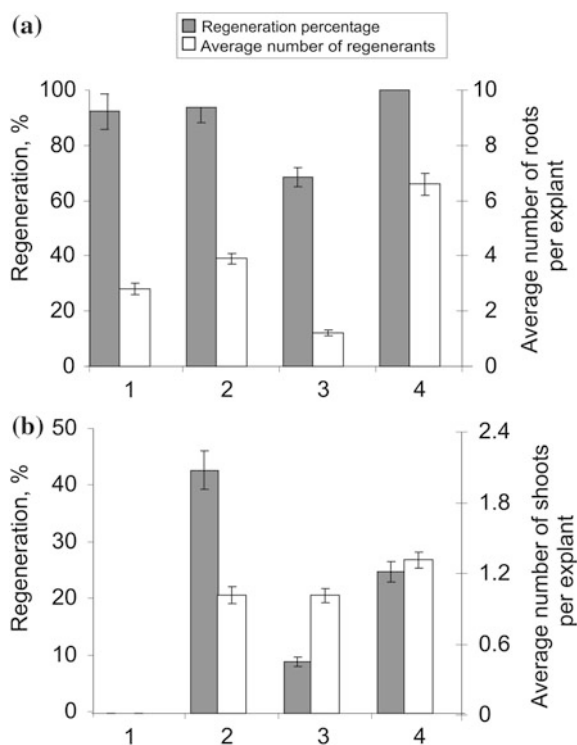 (a)
Regeneration percentage
Average number of regenerants
Regeneration, %
100
80
60
40
20
0
10
8
6
4
2
0
Average number of roots
per explant
1 2 3 4
(b)
Regeneration, %
50
40
30
20
10
0
2.4
1.8
1.2
0.6
0
Average number of shoots
per explant
1 2 3 4